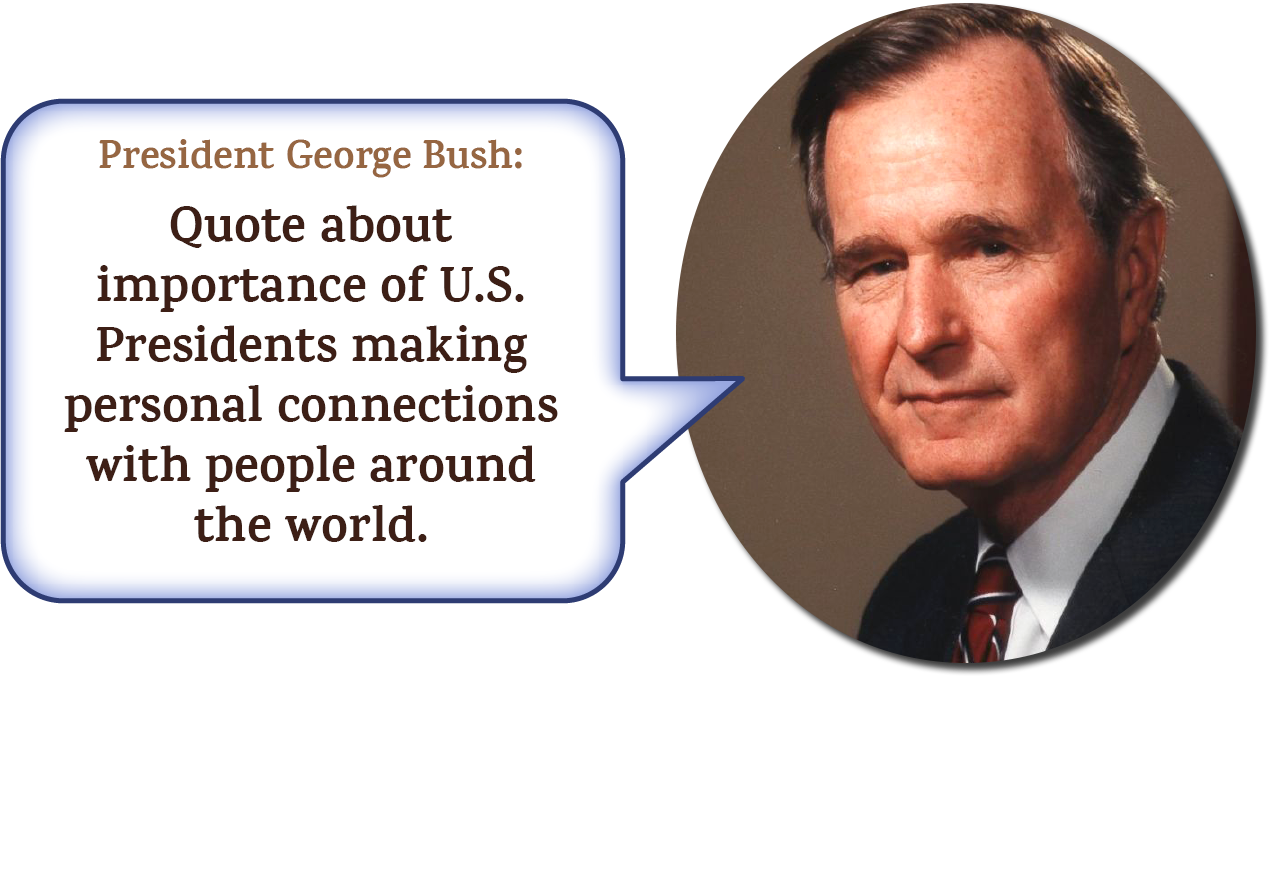 President George Bush:
Quote about
importance of U.S.
Presidents making
personal connections
with people around
the world.